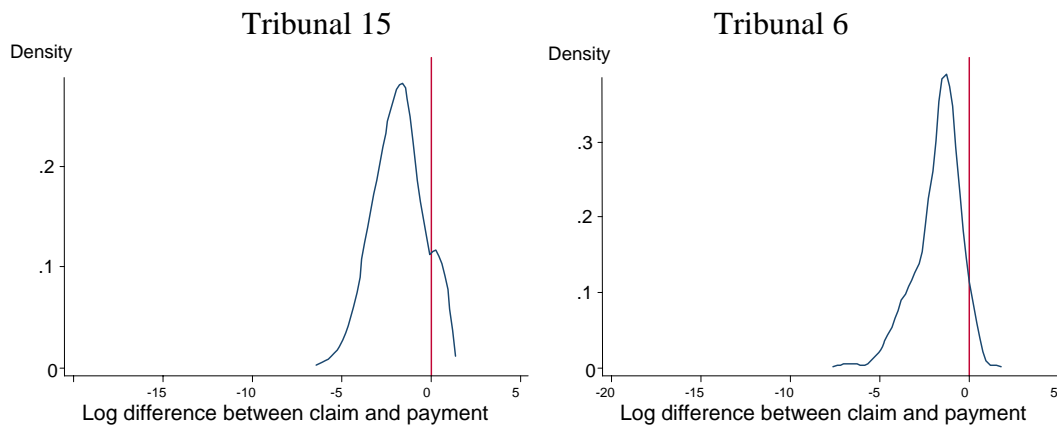 Tribunal 15
Density
.2
.1
0
-15 -10 -5 0 5
Log difference between claim and payment
Tribunal 6
Density
.3
.2
.1
0
-20 -15 -10 -5 0 5
Log difference between claim and payment